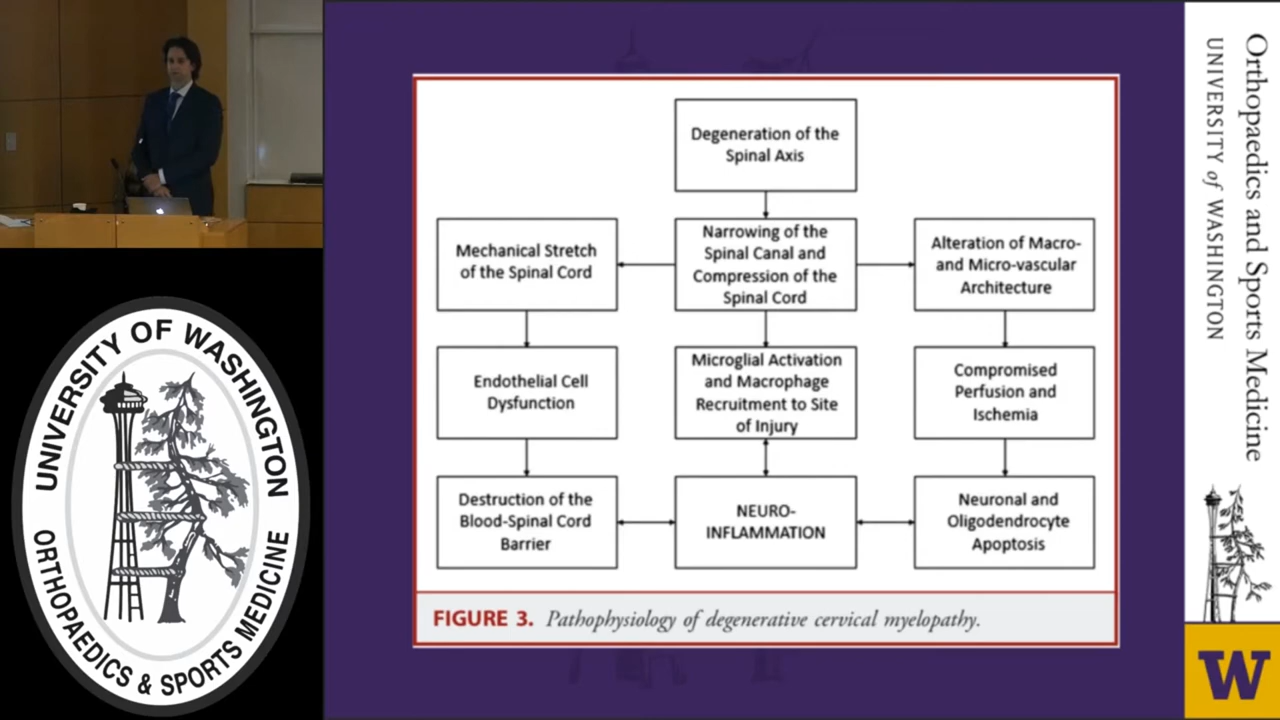 Degeneration of the
Spinal Axis
Mechanical Stretch
of the Spinal Cord
Narrowing of the
Spinal Canal and
Compression of the
Spinal Cord
Alteration of Macro-
and Micro-vascular
Architecture
Endothelial Cell
Dysfunction
Microglial Activation
and Macrophage
Recruitment to Site
of Injury
Compromised
Perfusion and
Ischemia
Destruction of the
Blood-Spinal Cord
Barrier
NEURO-
INFLAMMATION
Neuronal and
Oligodendrocyte
Apoptosis
FIGURE 3. Pathophysiology of degenerative cervical myelopathy.
UNIVERSITY OF WASHINGTON
ORTHOPAEDICS & SPORTS MEDICINE
Orthopaedics and Sports Medicine
UNIVERSITY of WASHINGTON
W